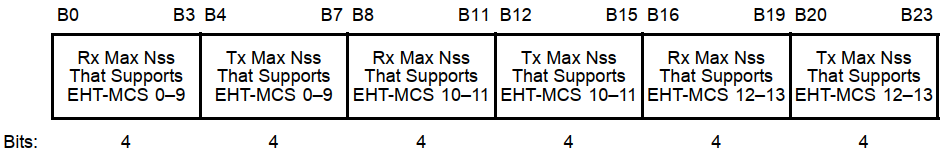 B0 B3 B4 B7 B8 B11 B12 B15 B16 B19 B20 B23
Rx Max Nss Tx Max Nss Rx Max Nss Tx Max Nss Rx Max Nss Tx Max Nss
That Supports That Supports That Supports That Supports That Supports That Supports
EHT-MCS 0–9 EHT-MCS 0–9 EHT-MCS 10–11 EHT-MCS 10–11 EHT-MCS 12–13 EHT-MCS 12–13
Bits: 4 4 4 4 4 4